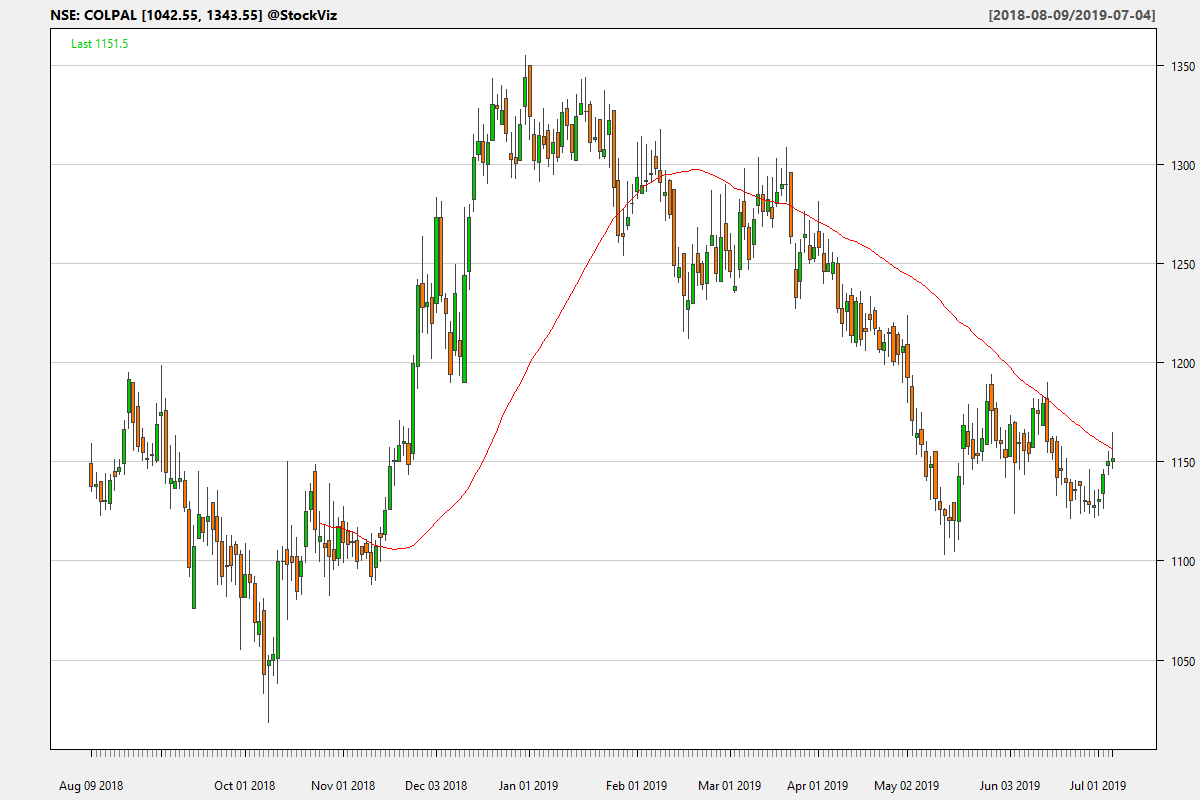 NSE: COLPAL [1042.55, 1343.55] @StockViz
[2018-08-09/2019-07-04]
Last 1151.5
1350
1300
1250
1200
1150
1100
1050
Aug 09 2018
Oct 01 2018
Nov 01 2018
Dec 03 2018
Jan 01 2019
Feb 01 2019
Mar 01 2019
Apr 01 2019
May 02 2019
Jun 03 2019
Jul 01 2019